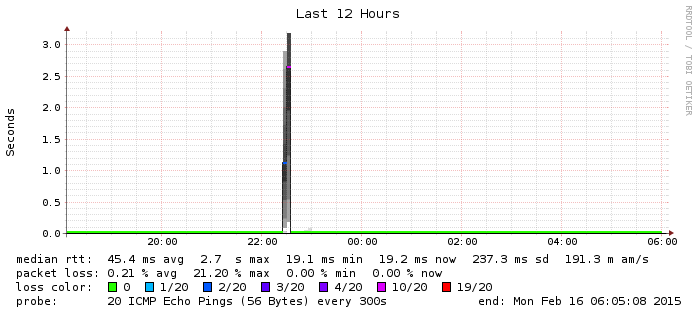 Last 12 Hours
RRDTOOL / TOBI OETIKER
Seconds
3.0
2.5
2.0
1.5
1.0
0.5
0.0
20:00 22:00 00:00 02:00 04:00 06:00
median rtt: 45.4 ms avg 2.7 s max 19.1 ms min 19.2 ms now 237.3 ms sd 191.3 m am/s
packet loss: 0.21 % avg 21.20 % max 0.00 % min 0.00 % now
loss color: 0 1/20 2/20 3/20 4/20 10/20 19/20
probe: 20 ICMP Echo Pings (56 Bytes) every 300s end: Mon Feb 16 06:05:08 2015